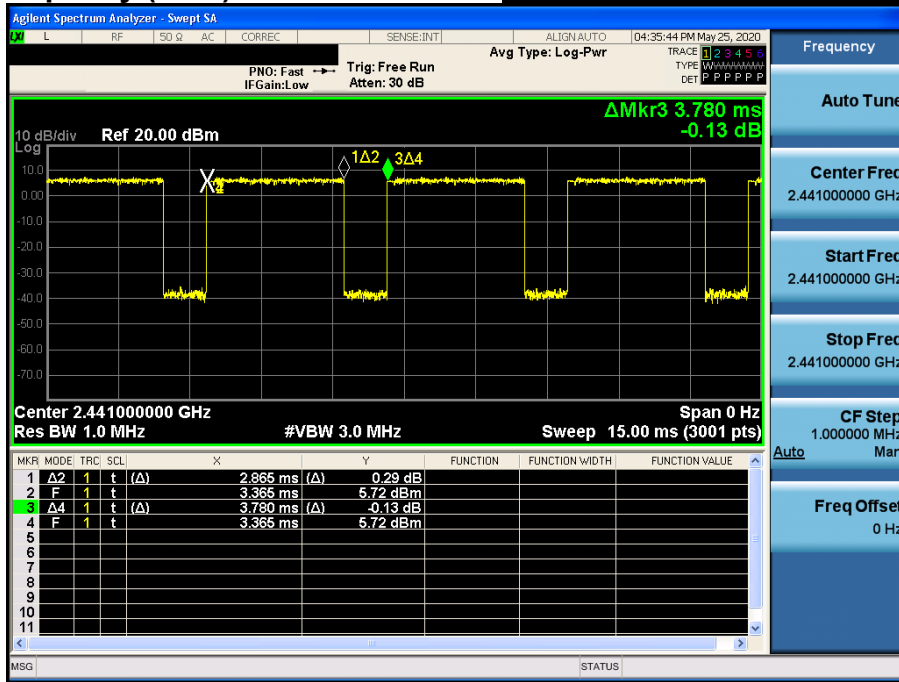 Agilent Spectrum Analyzer - Swept SA
LXI L RF 50 Ω AC CORREC SENSE:INT ALIGN AUTO 04:35:44 PM May 25, 2020
Avg Type: Log-Pwr TRACE 1 2 3 4 5 6
PNO: Fast Trig: Free Run TYPE WWWWWW
IFGain:Low Atten: 30 dB DET P P P P P P
ΔMkr3 3.780 ms
10 dB/div Ref 20.00 dBm -0.13 dB
Log
1Δ2 3Δ4
10.0
0.00
-10.0
-20.0
-30.0
-40.0
-50.0
-60.0
-70.0
Center 2.441000000 GHz Span 0 Hz
Res BW 1.0 MHz #VBW 3.0 MHz Sweep 15.00 ms (3001 pts)
MKR MODE TRC SCL X Y FUNCTION FUNCTION WIDTH FUNCTION VALUE
1 Δ2 1 t (Δ) 2.865 ms (Δ) 0.29 dB
2 F 1 t 3.365 ms 5.72 dBm
3 Δ4 1 t (Δ) 3.780 ms (Δ) -0.13 dB
4 F 1 t 3.365 ms 5.72 dBm
5
6
7
8
9
10
11
MSG STATUS
Frequency
Auto Tune
Center Freq
2.441000000 GHz
Start Freq
2.441000000 GHz
Stop Freq
2.441000000 GHz
CF Step
1.000000 MHz
Auto Man
Freq Offset
0 Hz